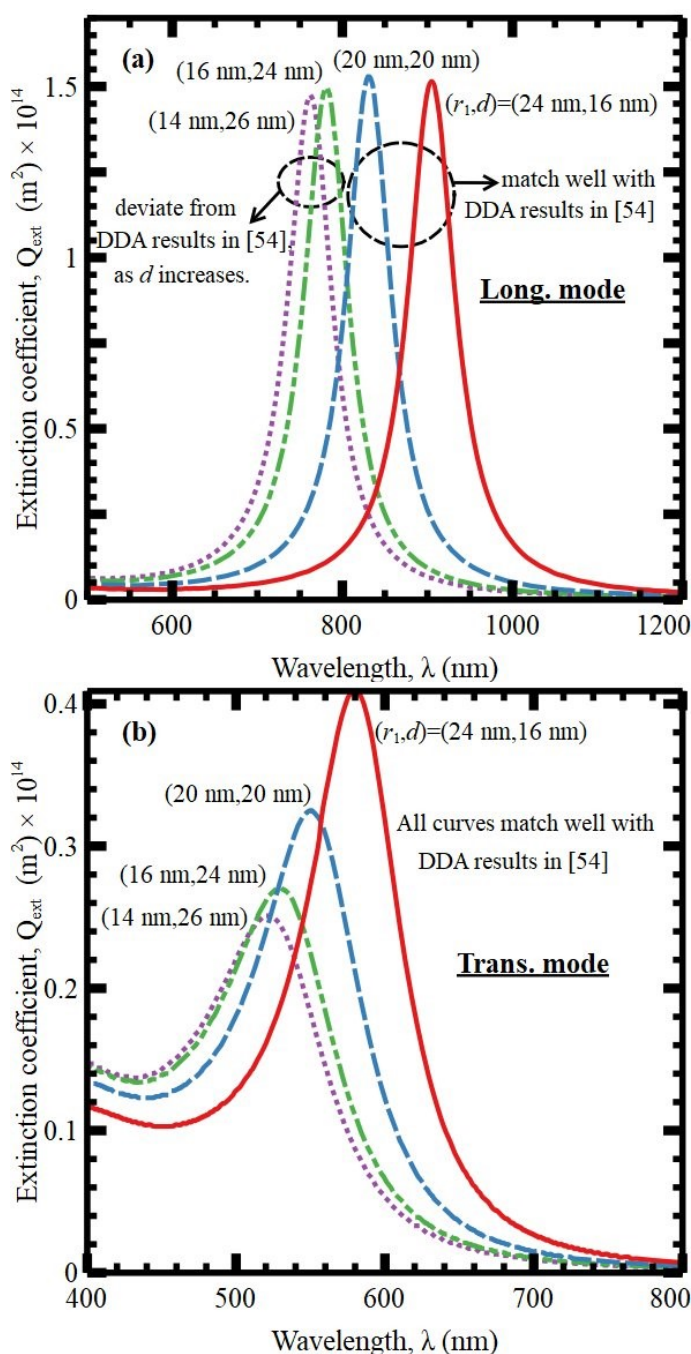 (a)
(16 nm,24 nm)
(20 nm,20 nm)
(14 nm,26 nm)
(r₁,d)=(24 nm,16 nm)
deviate from
DDA results in [54],
as d increases.
match well with
DDA results in [54]
Long. mode
Extinction coefficient, Qₑₓₜ (m²) × 10¹⁴
1.5
1
0.5
0
600
800
1000
1200
Wavelength, λ (nm)
(b)
(r₁,d)=(24 nm,16 nm)
(20 nm,20 nm)
(16 nm,24 nm)
(14 nm,26 nm)
All curves match well with
DDA results in [54]
Trans. mode
Extinction coefficient, Qₑₓₜ (m²) × 10¹⁴
0.4
0.3
0.2
0.1
0
400
500
600
700
800
Wavelength, λ (nm)